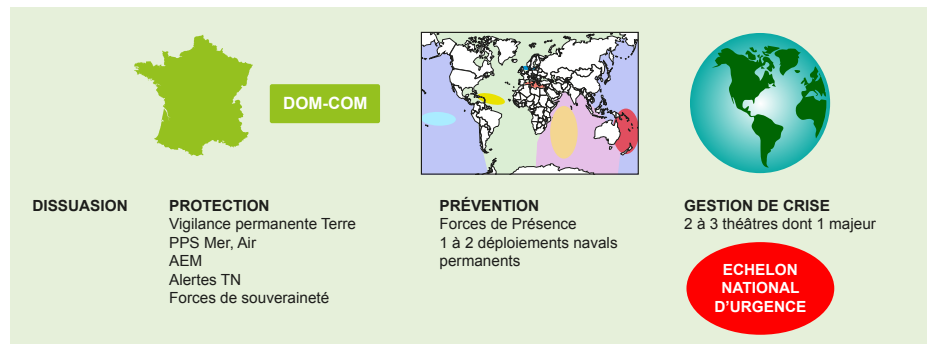 DOM-COM
DISSUASION
PROTECTION
Vigilance permanente Terre
PPS Mer, Air
AEM
Alertes TN
Forces de souveraineté
PRÉVENTION
Forces de Présence
1 à 2 déploiements navals
permanents
GESTION DE CRISE
2 à 3 théâtres dont 1 majeur
ECHELON
NATIONAL
D'URGENCE